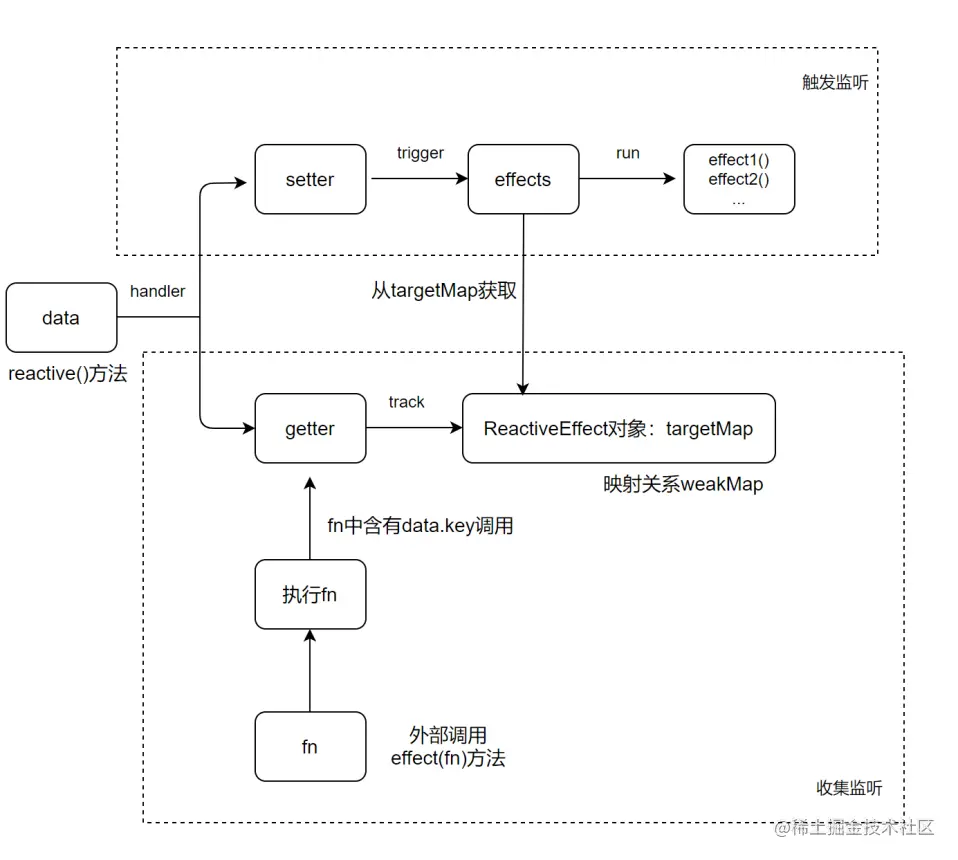 触发监听
setter
trigger
effects
run
effect1()
effect2()
...
handler
从targetMap获取
data
reactive()方法
getter
track
ReactiveEffect对象：targetMap
映射关系weakMap
fn中含有data.key调用
执行fn
fn
外部调用
effect(fn)方法
收集监听
@稀土掘金技术社区